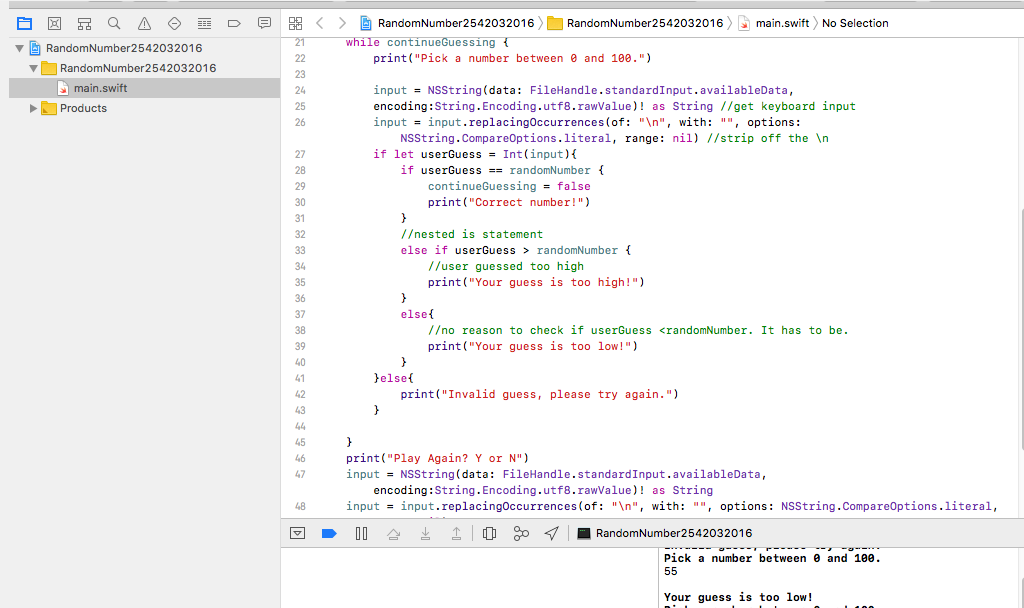 RandomNumber2542032016
RandomNumber2542032016
main.swift
Products
RandomNumber2542032016 RandomNumber2542032016 main.swift No Selection
21 while continueGuessing {
22 print("Pick a number between 0 and 100.")
23
24 input = NSString(data: FileHandle.standardInput.availableData,
25 encoding:String.Encoding.utf8.rawValue)! as String //get keyboard input
26 input = input.replacingOccurrences(of: "\n", with: "", options:
NSString.CompareOptions.literal, range: nil) //strip off the \n
27 if let userGuess = Int(input){
28 if userGuess == randomNumber {
29 continueGuessing = false
30 print("Correct number!")
31 }
32 //nested is statement
33 else if userGuess > randomNumber {
34 //user guessed too high
35 print("Your guess is too high!")
36 }
37 else{
38 //no reason to check if userGuess <randomNumber. It has to be.
39 print("Your guess is too low!")
40 }
41 }else{
42 print("Invalid guess, please try again.")
43 }
44
45 }
46 print("Play Again? Y or N")
47 input = NSString(data: FileHandle.standardInput.availableData,
encoding:String.Encoding.utf8.rawValue)! as String
48 input = input.replacingOccurrences(of: "\n", with: "", options: NSString.CompareOptions.literal,
RandomNumber2542032016
Pick a number between 0 and 100.
55
Your guess is too low!